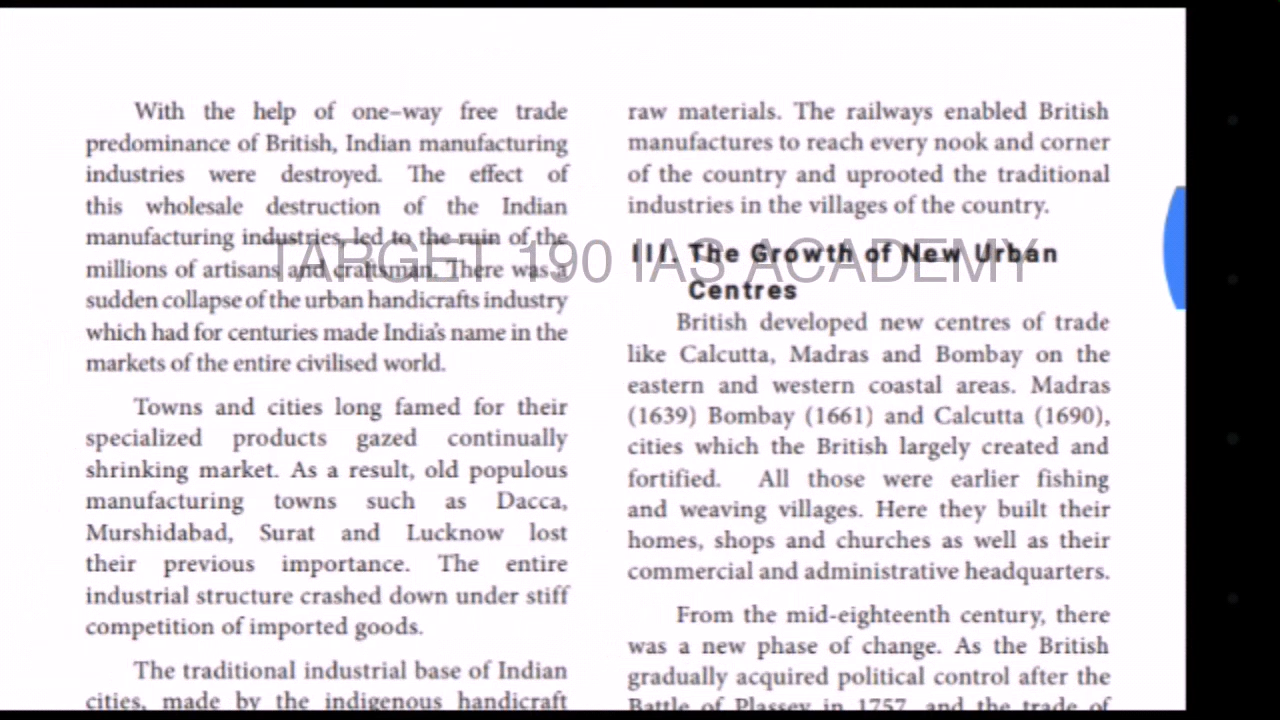 With the help of one–way free trade
predominance of British, Indian manufacturing
industries were destroyed. The effect of
this wholesale destruction of the Indian
manufacturing industries, led to the ruin of the
millions of artisans and craftsman. There was a
sudden collapse of the urban handicrafts industry
which had for centuries made India's name in the
markets of the entire civilised world.
Towns and cities long famed for their
specialized products gazed continually
shrinking market. As a result, old populous
manufacturing towns such as Dacca,
Murshidabad, Surat and Lucknow lost
their previous importance. The entire
industrial structure crashed down under stiff
competition of imported goods.
The traditional industrial base of Indian
cities, made by the indigenous handicraft
raw materials. The railways enabled British
manufactures to reach every nook and corner
of the country and uprooted the traditional
industries in the villages of the country.
III. The Growth of New Urban
Centres
British developed new centres of trade
like Calcutta, Madras and Bombay on the
eastern and western coastal areas. Madras
(1639) Bombay (1661) and Calcutta (1690),
cities which the British largely created and
fortified. All those were earlier fishing
and weaving villages. Here they built their
homes, shops and churches as well as their
commercial and administrative headquarters.
From the mid-eighteenth century, there
was a new phase of change. As the British
gradually acquired political control after the
Battle of Plassey in 1757, and the trade of
TARGET 190 IAS ACADEMY